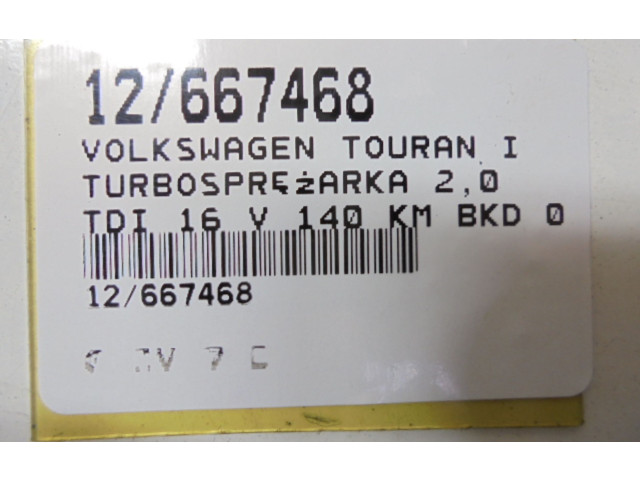 12/667468
VOLKSWAGEN TOURAN I
TURBOSPRĘŻARKA 2,0
TDI 16 V 140 KM BKD 0
12/667468